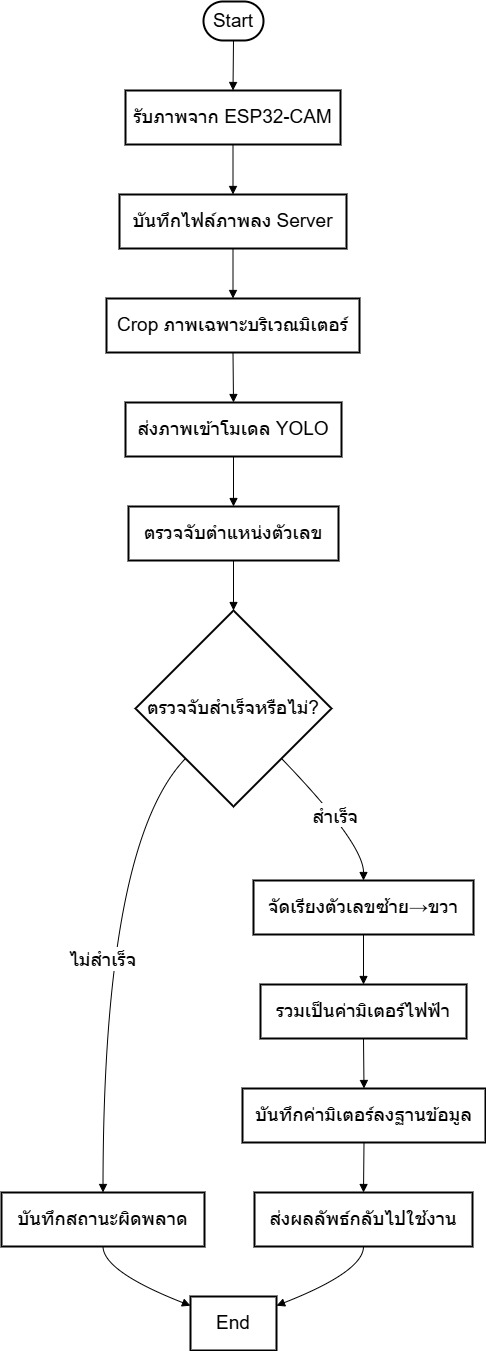 Start
รับภาพจาก ESP32-CAM
บันทึกไฟล์ภาพลง Server
Crop ภาพเฉพาะบริเวณมิเตอร์
ส่งภาพเข้าโมเดล YOLO
ตรวจจับตำแหน่งตัวเลข
ตรวจจับสำเร็จหรือไม่?
สำเร็จ
จัดเรียงตัวเลขซ้าย→ขวา
ไม่สำเร็จ
รวมเป็นค่ามิเตอร์ไฟฟ้า
บันทึกค่ามิเตอร์ลงฐานข้อมูล
บันทึกสถานะผิดพลาด
ส่งผลลัพธ์กลับไปใช้งาน
End